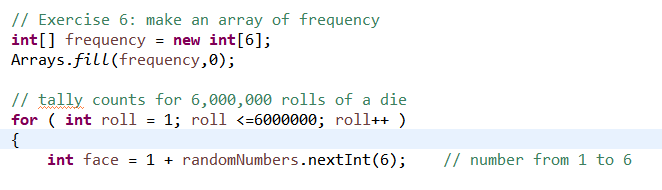 // Exercise 6: make an array of frequency
int[] frequency = new int[6];
Arrays.fill(frequency,0);
// tally counts for 6,000,000 rolls of a die
for ( int roll = 1; roll <=6000000; roll++ )
{
int face = 1 + randomNumbers.nextInt(6); // number from 1 to 6